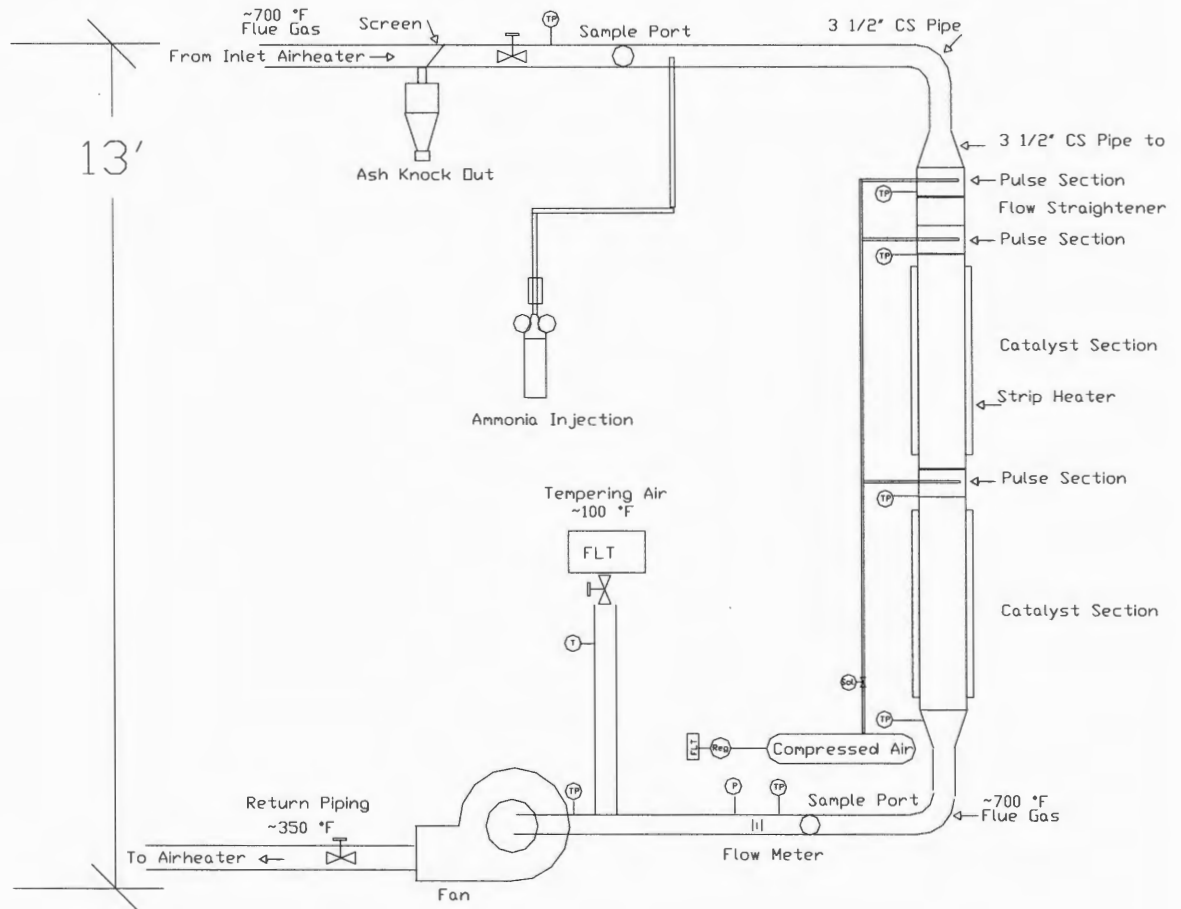 ~700 °F
Flue Gas
Screen
TP
Sample Port
3 1/2" CS Pipe
From Inlet Airheater
13'
Ash Knock Out
3 1/2" CS Pipe to
Pulse Section
TP
Flow Straightener
Pulse Section
TP
Catalyst Section
Strip Heater
Ammonia Injection
Pulse Section
TP
Tempering Air
~100 °F
FLT
Catalyst Section
T
Sol
TP
FLT
Reg
Compressed Air
TP
P
TP
Sample Port
~700 °F
Flue Gas
Return Piping
~350 °F
Flow Meter
To Airheater
Fan